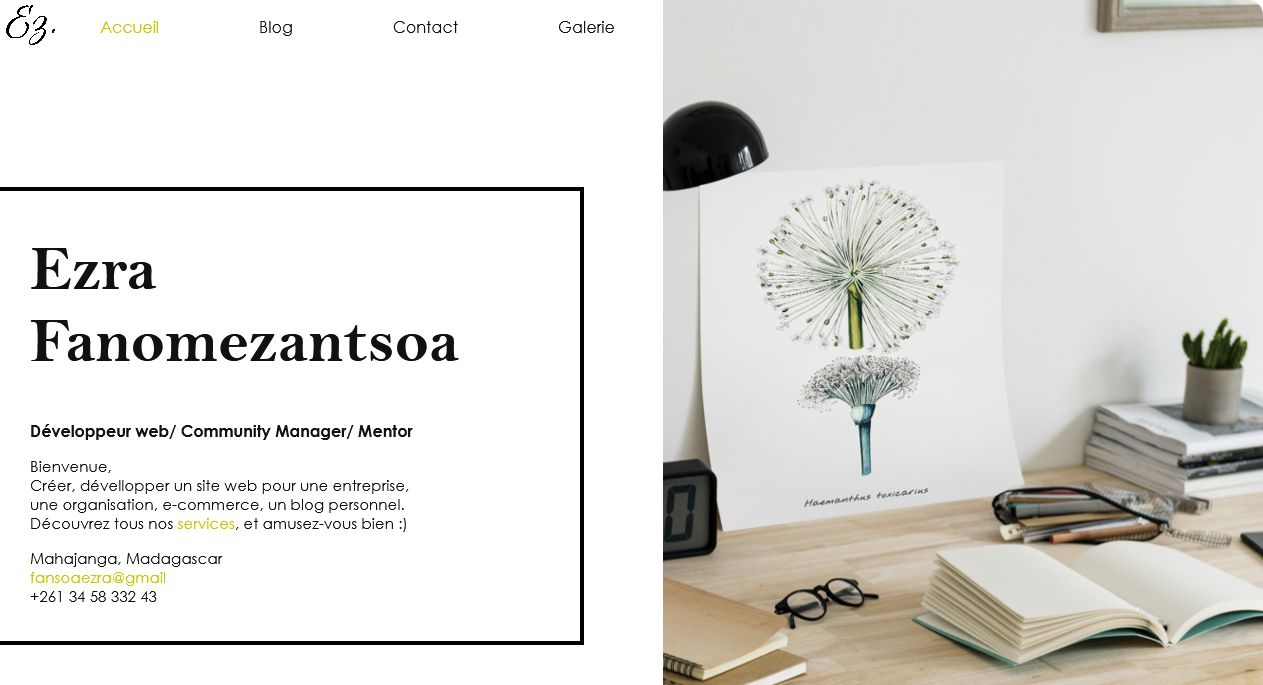 Ez.
Accueil Blog Contact Galerie
Ezra
Fanomezantsoa
Développeur web/ Community Manager/ Mentor
Bienvenue,
Créer, dévellopper un site web pour une entreprise,
une organisation, e-commerce, un blog personnel.
Découvrez tous nos services, et amusez-vous bien :)
Mahajanga, Madagascar
fansoaezra@gmail
+261 34 58 332 43
Haemanthus toxicarius
0